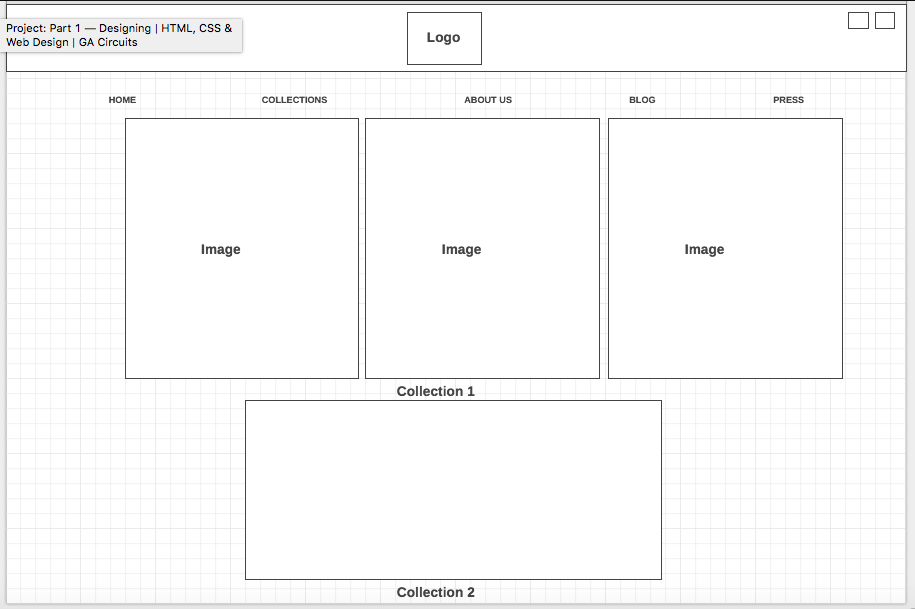 Project: Part 1 — Designing | HTML, CSS &
Web Design | GA Circuits
Logo
HOME COLLECTIONS ABOUT US BLOG PRESS
Image Image Image
Collection 1
Collection 2